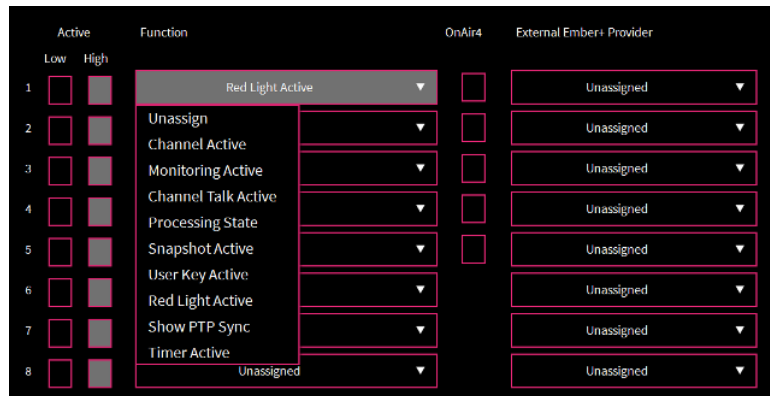 Active Function OnAir4 External Ember+ Provider
Low High
1 Red Light Active Unassigned
2 Unassigned
3 Unassigned
4 Unassigned
5 Unassigned
6 Unassigned
7 Unassigned
8 Unassigned Unassigned
Unassign
Channel Active
Monitoring Active
Channel Talk Active
Processing State
Snapshot Active
User Key Active
Red Light Active
Show PTP Sync
Timer Active